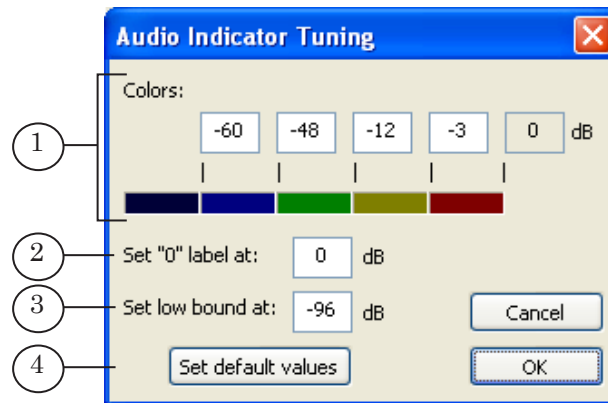 Audio Indicator Tuning
Colors:
-60 -48 -12 -3 0 dB
1
2 Set "0" label at: 0 dB
3 Set low bound at: -96 dB
Cancel
4 Set default values OK